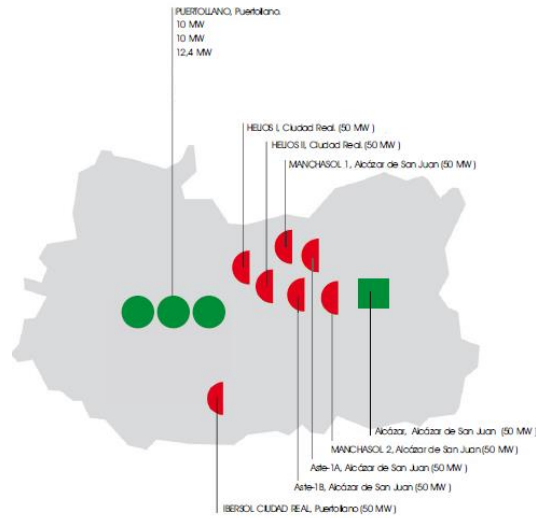 PUERTOLLANO, Puertollano.
10 MW
10 MW
12,4 MW
HELIOS I, Ciudad Real. (50 MW )
HELIOS II, Ciudad Real. (50 MW )
MANCHASOL 1, Alcázar de San Juan (50 MW )
Alcázar, Alcázar de San Juan (50 MW )
MANCHASOL 2, Alcázar de San Juan (50 MW )
Aste-1A, Alcázar de San Juan (50 MW )
Aste-1B, Alcázar de San Juan (50 MW )
IBERSOL CIUDAD REAL, Puertollano (50 MW )